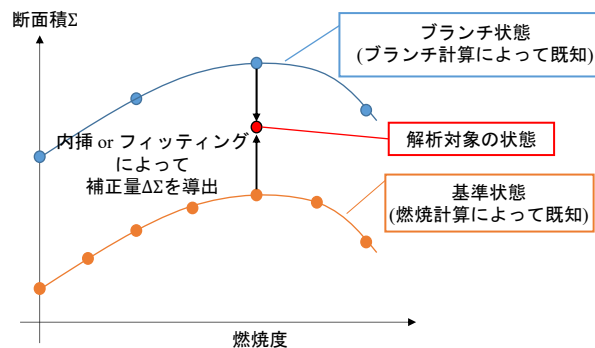 断面積Σ
ブランチ状態
(ブランチ計算によって既知)
内挿 or フィッティング
によって
補正量ΔΣを導出
解析対象の状態
基準状態
(燃焼計算によって既知)
燃焼度